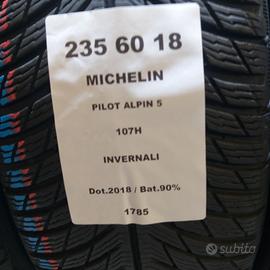 235 60 18
MICHELIN
PILOT ALPIN 5
107H
INVERNALI
Dot.2018 / Bat.90%
1785
subito